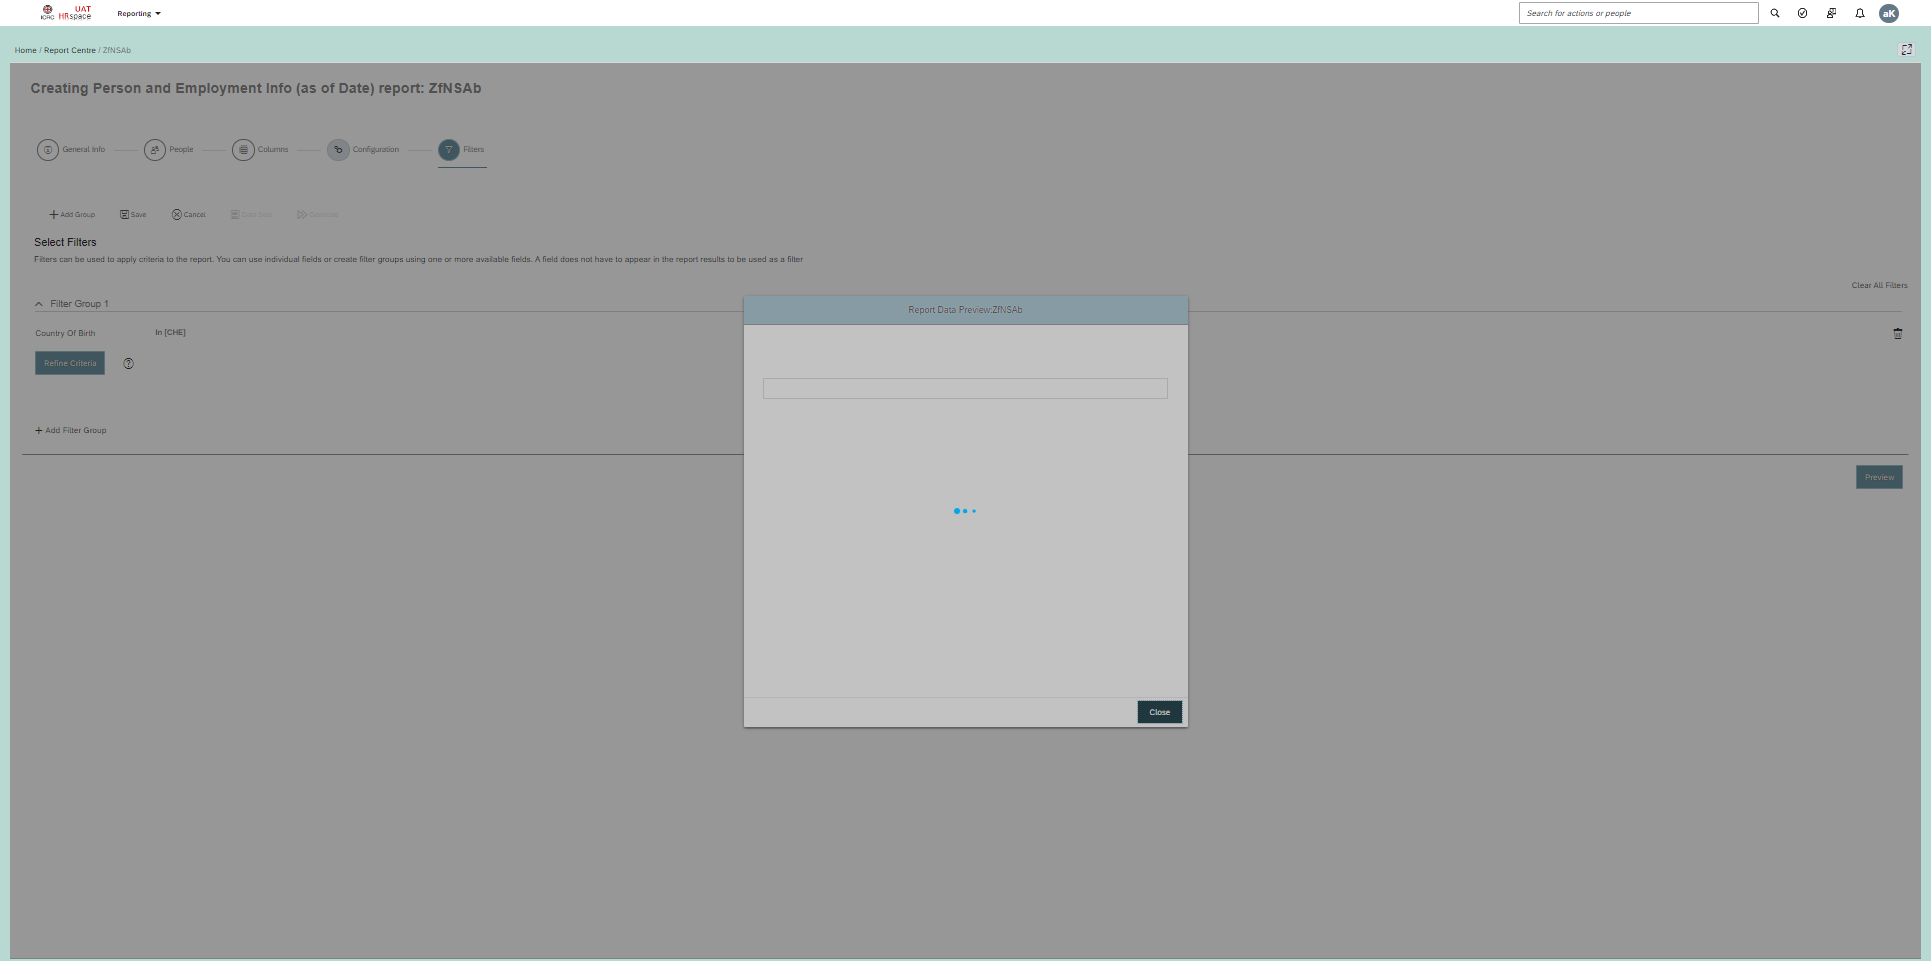 ICRC
UAT
HRspace
Reporting
Search for actions or people
aK
Home / Report Centre / ZfNSAb
Creating Person and Employment Info (as of Date) report: ZfNSAb
General Info
People
Columns
Configuration
Filters
Add Group
Save
Cancel
Generate
Select Filters
Filters can be used to apply criteria to the report. You can use individual fields or create filter groups using one or more available fields. A field does not have to appear in the report results to be used as a filter
Clear All Filters
Filter Group 1
Country Of Birth
In [CHE]
Refine Criteria
Add Filter Group
Preview
Report Data Preview:ZfNSAb
Close